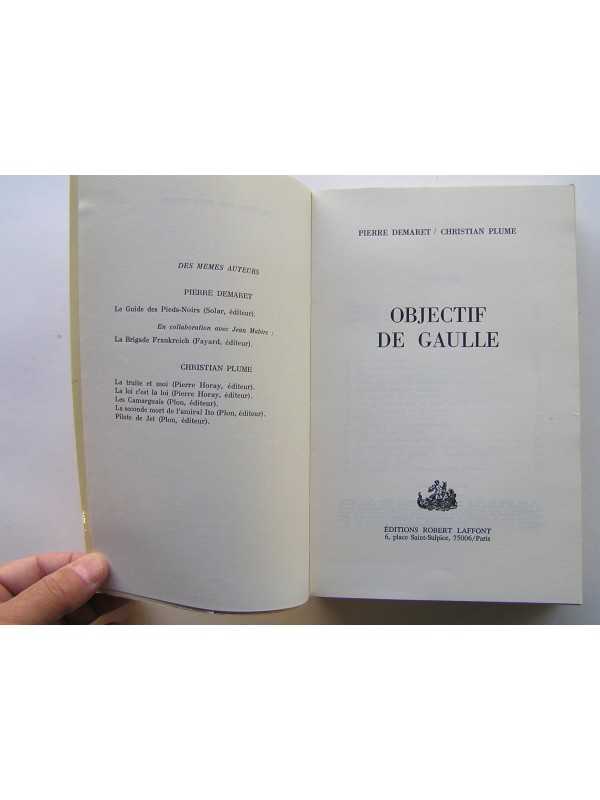 DES MEMES AUTEURS
PIERRE DEMARET
Le Guide des Pieds-Noirs (Solar, éditeur).
En collaboration avec Jean Mabire :
La Brigade Frankreich (Fayard, éditeur).
CHRISTIAN PLUME
La traite et moi (Pierre Horay, éditeur).
La loi c'est la loi (Pierre Horay, éditeur).
Les Camarguais (Plon, éditeur).
La seconde mort de l'amiral Ito (Plon, éditeur).
Pilote de Jet (Plon, éditeur).
PIERRE DEMARET / CHRISTIAN PLUME
OBJECTIF
DE GAULLE
ÉDITIONS ROBERT LAFFONT
6, place Saint-Sulpice, 75006/Paris